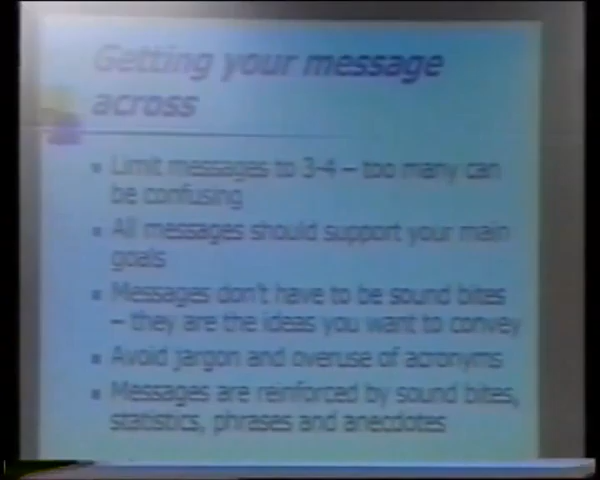 Getting your message
across
Limit messages to 3-4 – too many can
be confusing
All messages should support your main
goals
Messages don't have to be sound bites
– they are the ideas you want to convey
Avoid jargon and overuse of acronyms
Messages are reinforced by sound bites,
statistics, phrases and anecdotes